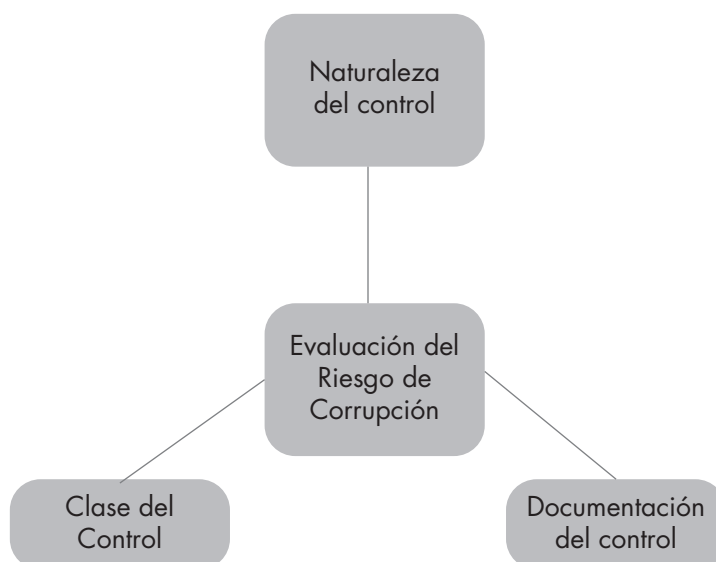 Naturaleza
del control
Evaluación del
Riesgo de
Corrupción
Clase del
Control
Documentación
del control